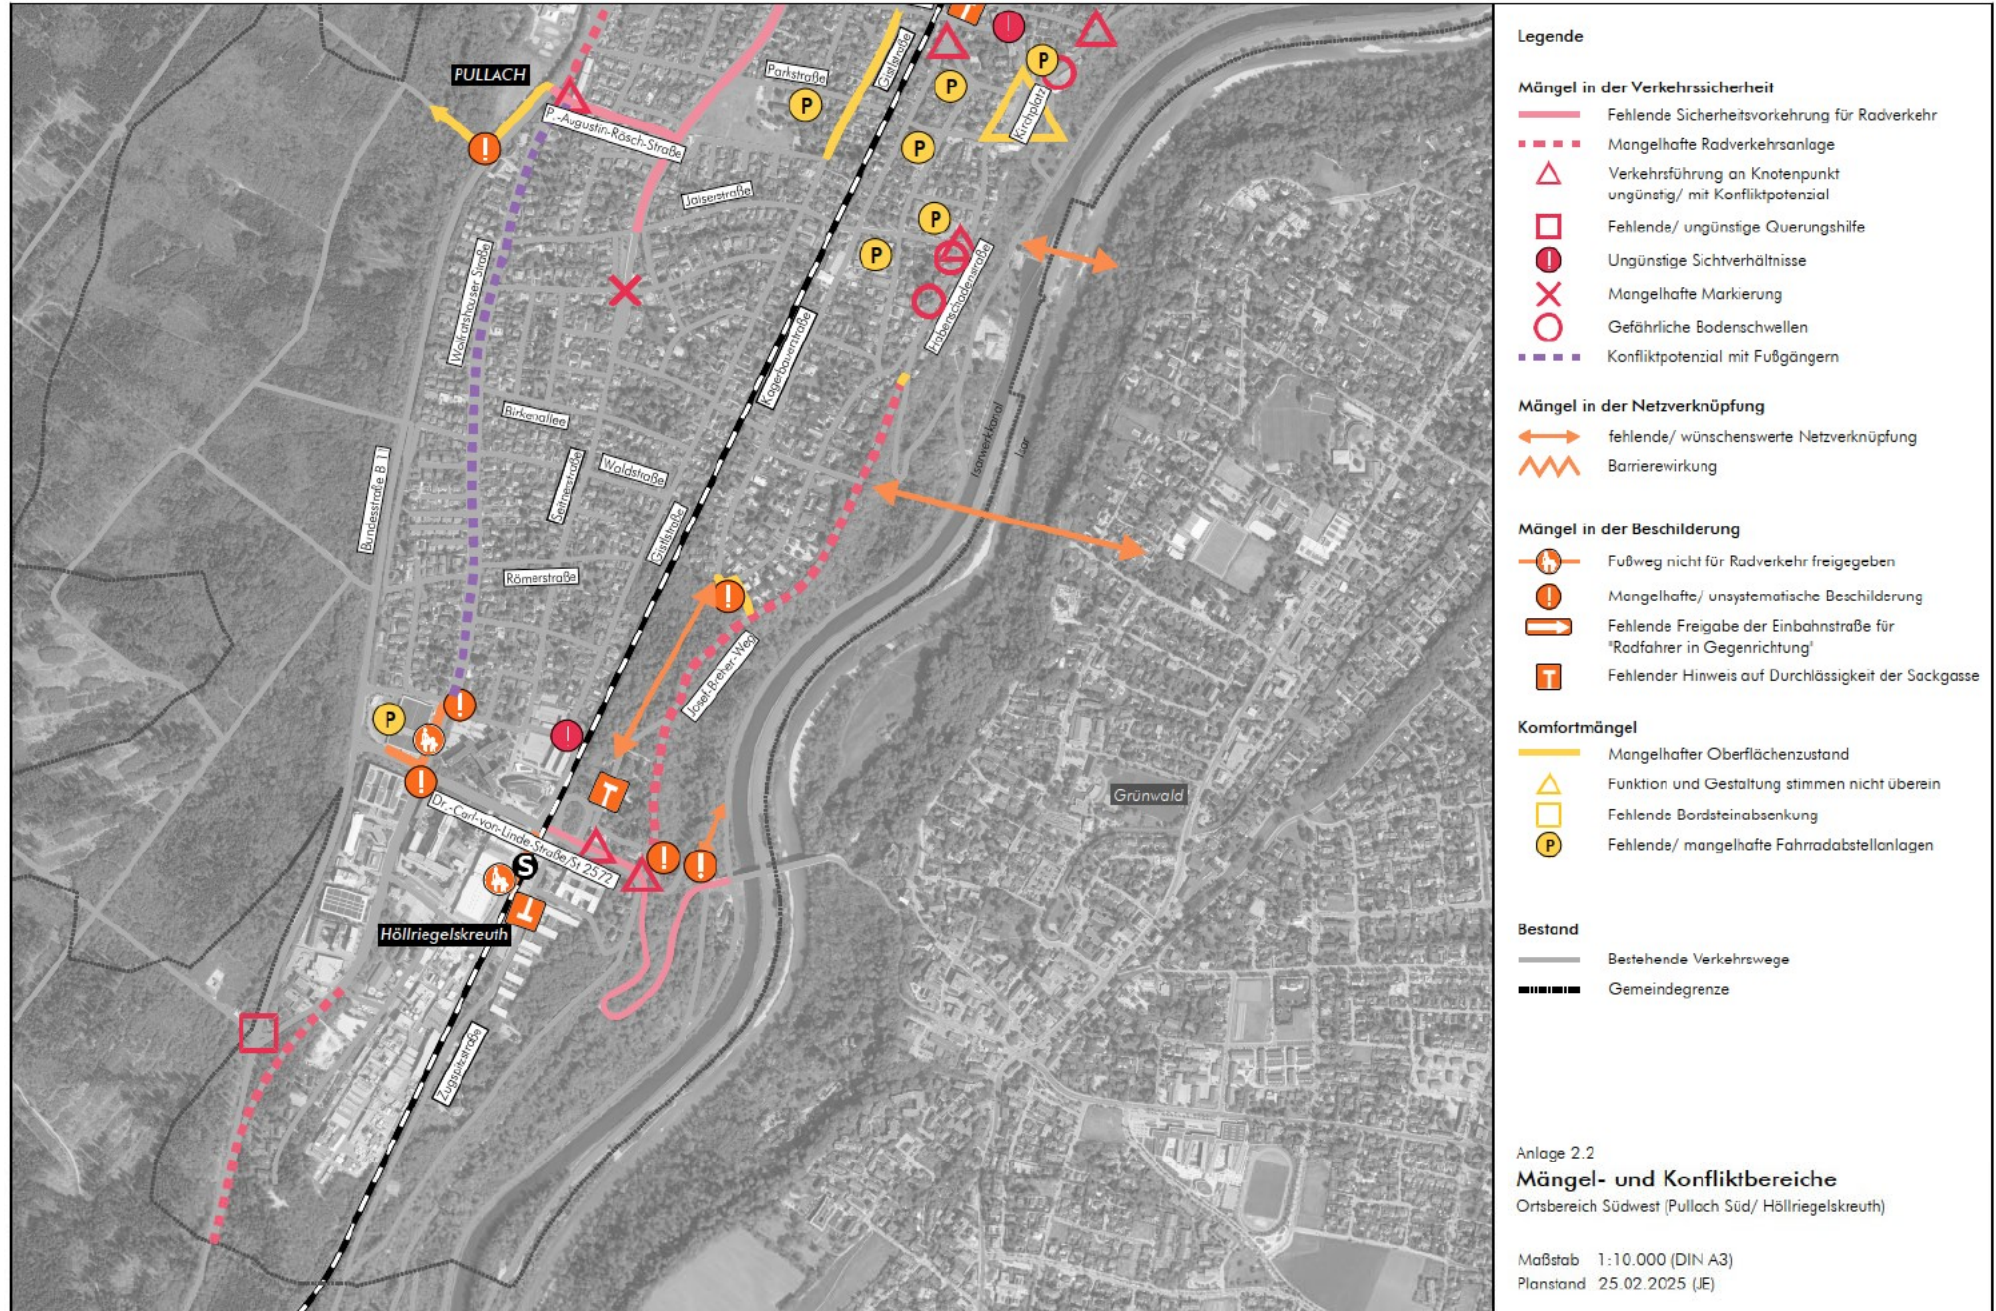 PULLACH
Parkstraße
Gistlstraße
Kirchplatz
P.-Augustin-Rösch-Straße
Jaiserstraße
Wolfratshauser Straße
Habenschadenstraße
Kagerbauerstraße
Birkenallee
Waldstraße
Seitnerstraße
Bundesstraße B 11
Gistlstraße
Römerstraße
Isarwerkkanal
Isar
Josef-Breher-Weg
Grünwald
Dr.-Carl-von-Linde-Straße/St 2572
S
Höllriegelskreuth
Zugspitzstraße
P
P
P
P
P
P
P
Legende
Mängel in der Verkehrssicherheit
Fehlende Sicherheitsvorkehrung für Radverkehr
Mangelhafte Radverkehrsanlage
Verkehrsführung an Knotenpunkt
ungünstig/ mit Konfliktpotenzial
Fehlende/ ungünstige Querungshilfe
Ungünstige Sichtverhältnisse
Mangelhafte Markierung
Gefährliche Bodenschwellen
Konfliktpotenzial mit Fußgängern
Mängel in der Netzverknüpfung
fehlende/ wünschenswerte Netzverknüpfung
Barrierewirkung
Mängel in der Beschilderung
Fußweg nicht für Radverkehr freigegeben
Mangelhafte/ unsystematische Beschilderung
Fehlende Freigabe der Einbahnstraße für
"Radfahrer in Gegenrichtung"
Fehlender Hinweis auf Durchlässigkeit der Sackgasse
Komfortmängel
Mangelhafter Oberflächenzustand
Funktion und Gestaltung stimmen nicht überein
Fehlende Bordsteinabsenkung
P Fehlende/ mangelhafte Fahrradabstellanlagen
Bestand
Bestehende Verkehrswege
Gemeindegrenze
Anlage 2.2
Mängel- und Konfliktbereiche
Ortsbereich Südwest (Pullach Süd/ Höllriegelskreuth)
Maßstab 1:10.000 (DIN A3)
Planstand 25.02.2025 (JE)